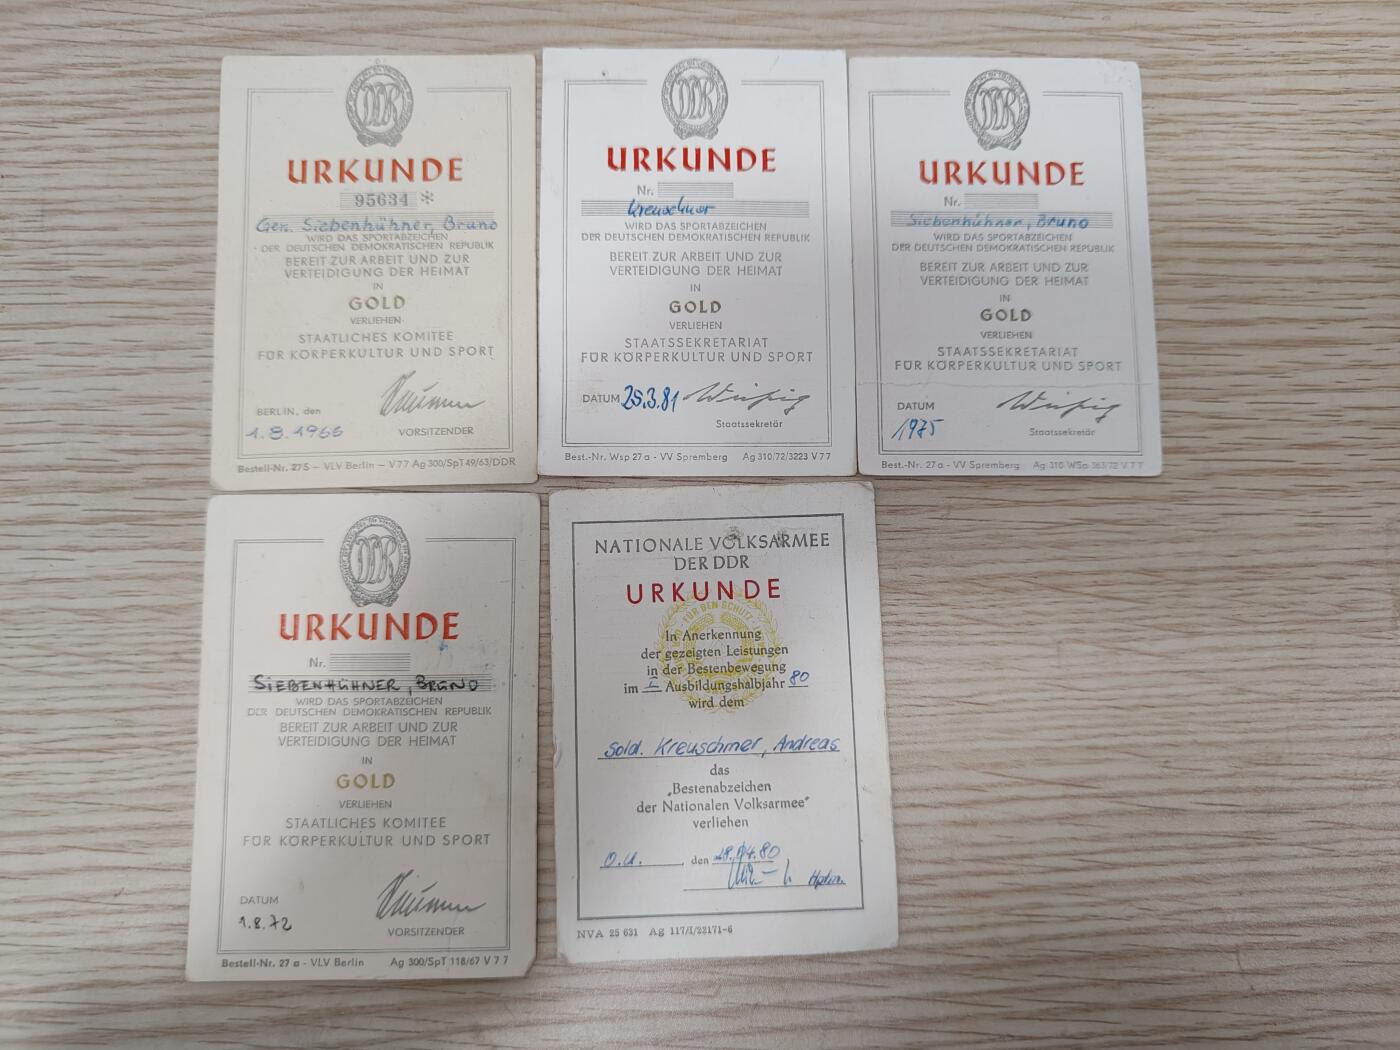 DDR
URKUNDE
95634 *
Gen. Siebenhühner, Bruno
WIRD DAS SPORTABZEICHEN
DER DEUTSCHEN DEMOKRATISCHEN REPUBLIK
BEREIT ZUR ARBEIT UND ZUR
VERTEIDIGUNG DER HEIMAT
IN
GOLD
VERLIEHEN
STAATLICHES KOMITEE
FÜR KÖRPERKULTUR UND SPORT
BERLIN, den
1.8.1966
VORSITZENDER
Bestell-Nr. 27 S – VLV Berlin – V 7 7 Ag 300/SpT 49/63/DDR
DDR
URKUNDE
Nr.
Kreuschner
WIRD DAS SPORTABZEICHEN
DER DEUTSCHEN DEMOKRATISCHEN REPUBLIK
BEREIT ZUR ARBEIT UND ZUR
VERTEIDIGUNG DER HEIMAT
IN
GOLD
VERLIEHEN
STAATSSEKRETARIAT
FÜR KÖRPERKULTUR UND SPORT
DATUM 25.3.81
Staatssekretär
Best.-Nr. Wsp 27 a - VV Spremberg Ag 310/72/3223 V 7 7
DDR
URKUNDE
Nr.
Siebenhühner, Bruno
WIRD DAS SPORTABZEICHEN
DER DEUTSCHEN DEMOKRATISCHEN REPUBLIK
BEREIT ZUR ARBEIT UND ZUR
VERTEIDIGUNG DER HEIMAT
IN
GOLD
VERLIEHEN
STAATSSEKRETARIAT
FÜR KÖRPERKULTUR UND SPORT
DATUM
1975
Staatssekretär
Best.-Nr. 27 a - VV Spremberg Ag 310 WSp 363/72 V 7 7
DDR
URKUNDE
Nr.
SIEBENHÜHNER, BRUNO
WIRD DAS SPORTABZEICHEN
DER DEUTSCHEN DEMOKRATISCHEN REPUBLIK
BEREIT ZUR ARBEIT UND ZUR
VERTEIDIGUNG DER HEIMAT
IN
GOLD
VERLIEHEN
STAATLICHES KOMITEE
FÜR KÖRPERKULTUR UND SPORT
DATUM
1.8.72
VORSITZENDER
Bestell-Nr. 27 a - VLV Berlin Ag 300/SpT 118/67 V 7 7
NATIONALE VOLKSARMEE
DER DDR
URKUNDE
FÜR DEN SCHUTZ
In Anerkennung
der gezeigten Leistungen
in der Bestenbewegung
im I Ausbildungshalbjahr 80
wird dem
Sold. Kreuschmer, Andreas
das
„Bestenabzeichen
der Nationalen Volksarmee“
verliehen
O.U. , den 18.04.80
Hptm.
NVA 25 631 Ag 117/I/22171-6